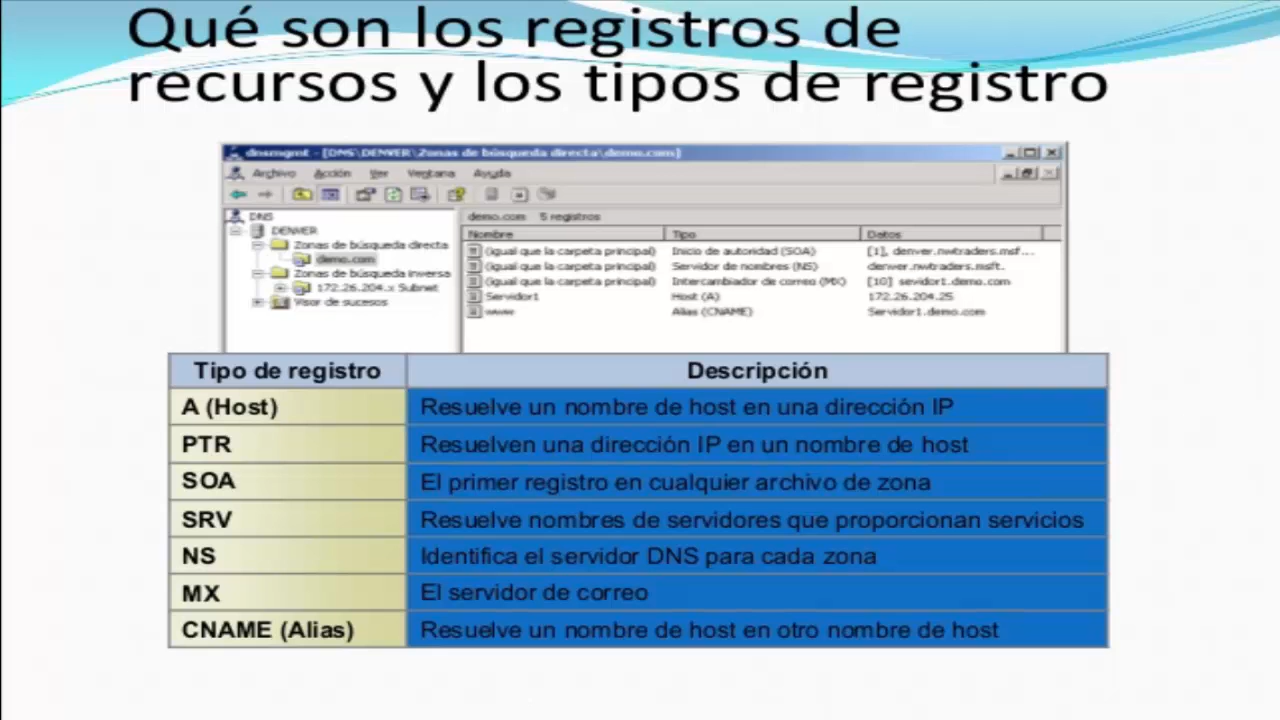 Qué son los registros de
recursos y los tipos de registro
dnsmgmt - [DNS\DENVER\Zonas de búsqueda directa\demo.com]
Archivo Acción Ver Ventana Ayuda
DNS
DENVER
Zonas de búsqueda directa
demo.com
Zonas de búsqueda inversa
172.26.204.x Subnet
Visor de sucesos
demo.com 5 registros
Nombre Tipo Datos
(igual que la carpeta principal) Inicio de autoridad (SOA) [1], denver.nwtraders.msf...
(igual que la carpeta principal) Servidor de nombres (NS) denver.nwtraders.msft.
(igual que la carpeta principal) Intercambiador de correo (MX) [10] sevidor1.demo.com
Servidor1 Host (A) 172.26.204.25
www Alias (CNAME) Servidor1.demo.com
Tipo de registro Descripción
A (Host) Resuelve un nombre de host en una dirección IP
PTR Resuelven una dirección IP en un nombre de host
SOA El primer registro en cualquier archivo de zona
SRV Resuelve nombres de servidores que proporcionan servicios
NS Identifica el servidor DNS para cada zona
MX El servidor de correo
CNAME (Alias) Resuelve un nombre de host en otro nombre de host